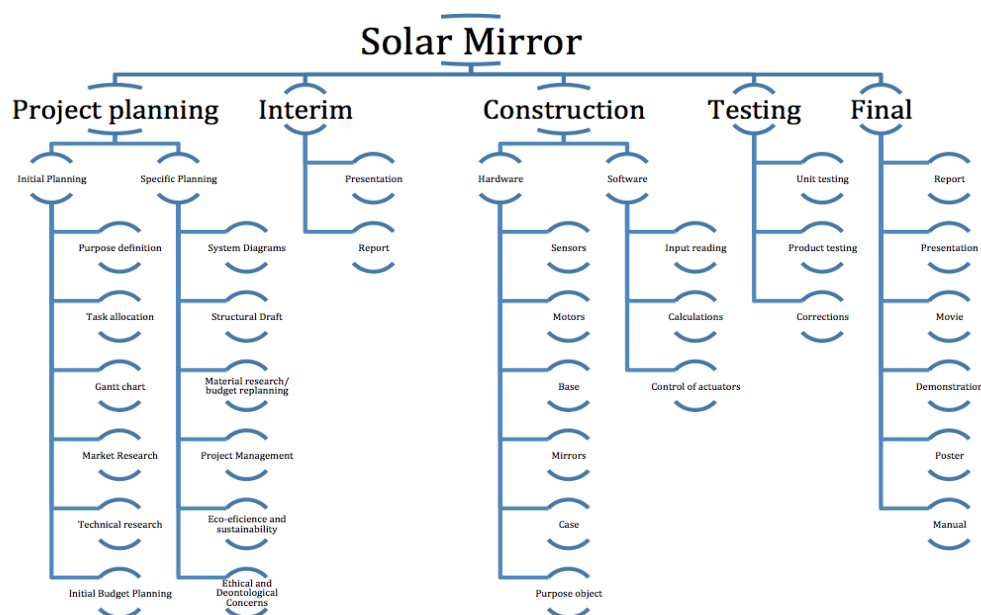 Solar Mirror
Project planning
Interim
Construction
Testing
Final
Initial Planning
Specific Planning
Presentation
Hardware
Software
Unit testing
Report
Purpose definition
System Diagrams
Report
Sensors
Input reading
Product testing
Presentation
Task allocation
Structural Draft
Motors
Calculations
Corrections
Movie
Gantt chart
Material research/
budget replanning
Base
Control of actuators
Demonstration
Market Research
Project Management
Mirrors
Poster
Technical research
Eco-eficience and
sustainability
Case
Manual
Initial Budget Planning
Ethical and
Deontological
Concerns
Purpose object